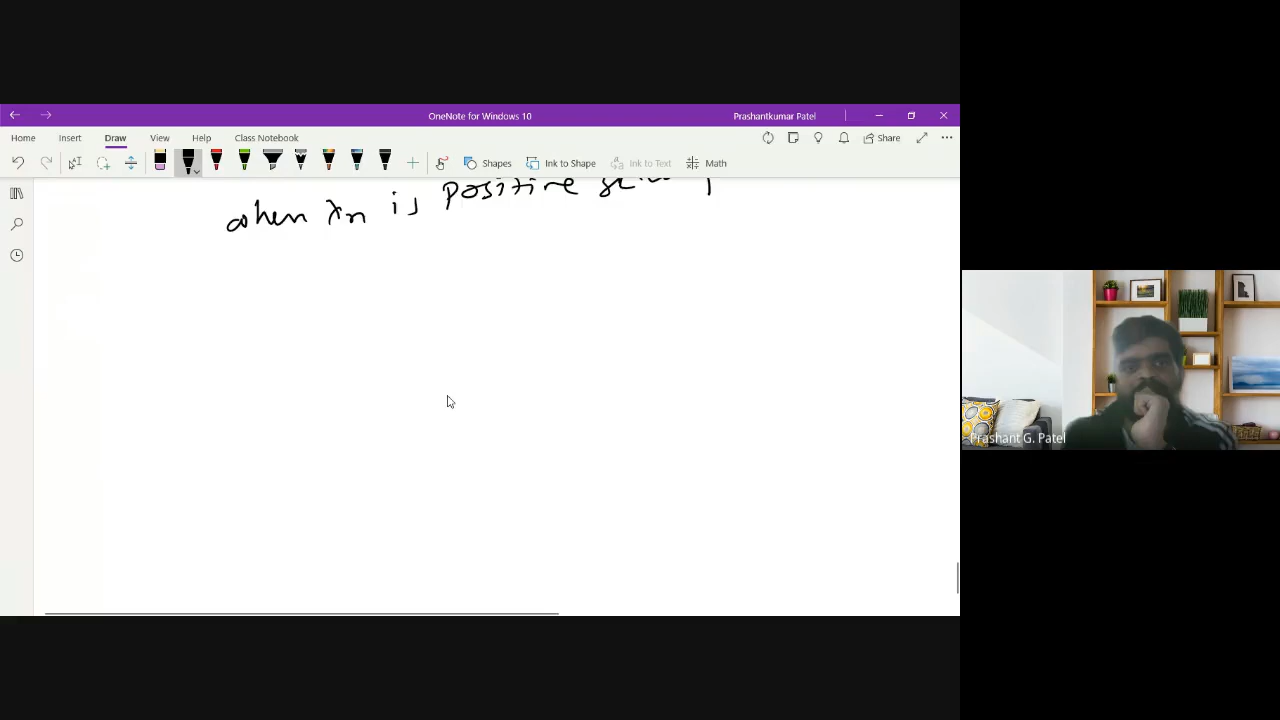 OneNote for Windows 10
Prashantkumar Patel
Home Insert Draw View Help Class Notebook
Share
Shapes Ink to Shape Ink to Text Math
when xn is positive
Prashant G. Patel